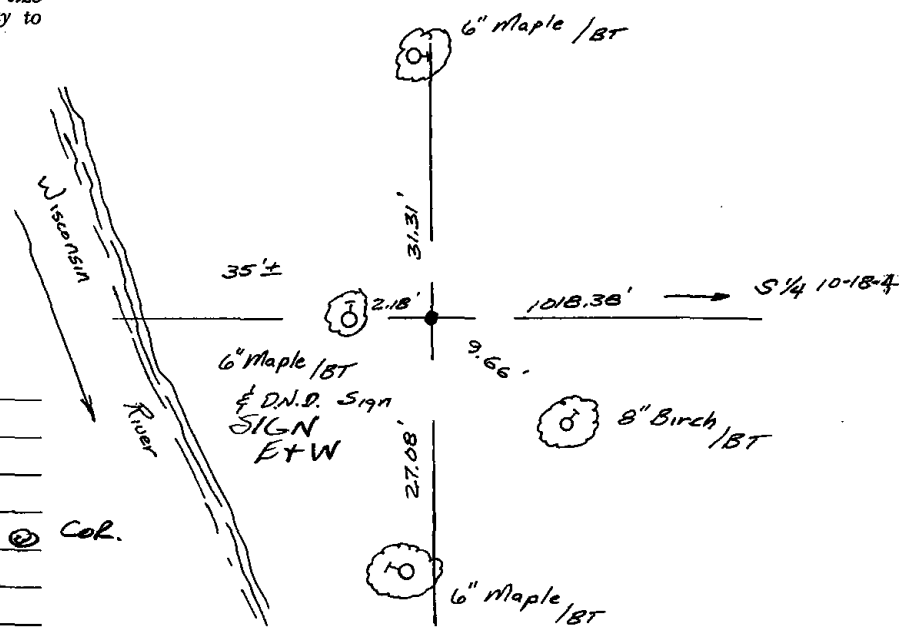 y to
6" Maple /BT
Wisconsin
River
31.31'
35'±
2.18'
1018.38'
S 1/4 10-18-4
6" Maple /BT
& D.N.D. Sign
SIGN
E+W
9.66'
8" Birch /BT
27.08'
COR.
6" Maple /BT